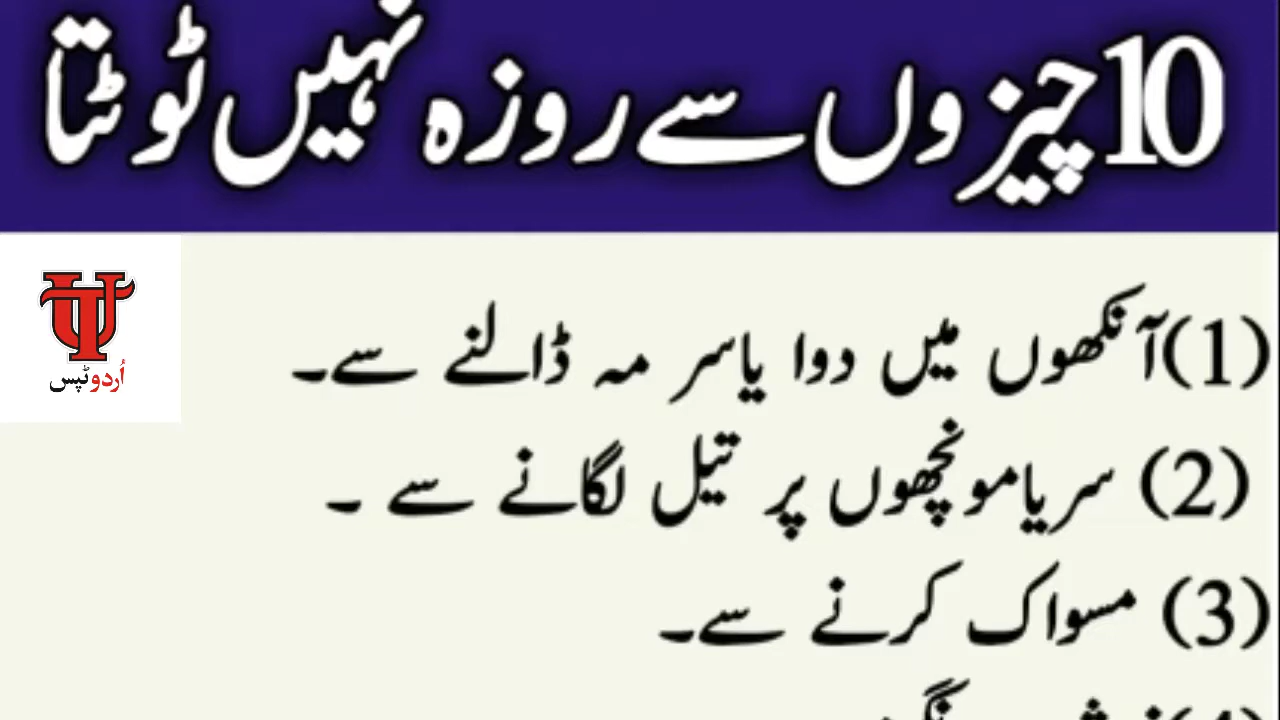 10 چیزوں سے روزہ نہیں ٹوٹتا
اُردو ٹپس
(1) آنکھوں میں دوا یا سرمہ ڈالنے سے۔
(2) سر یا مونچھوں پر تیل لگانے سے ۔
(3) مسواک کرنے سے۔